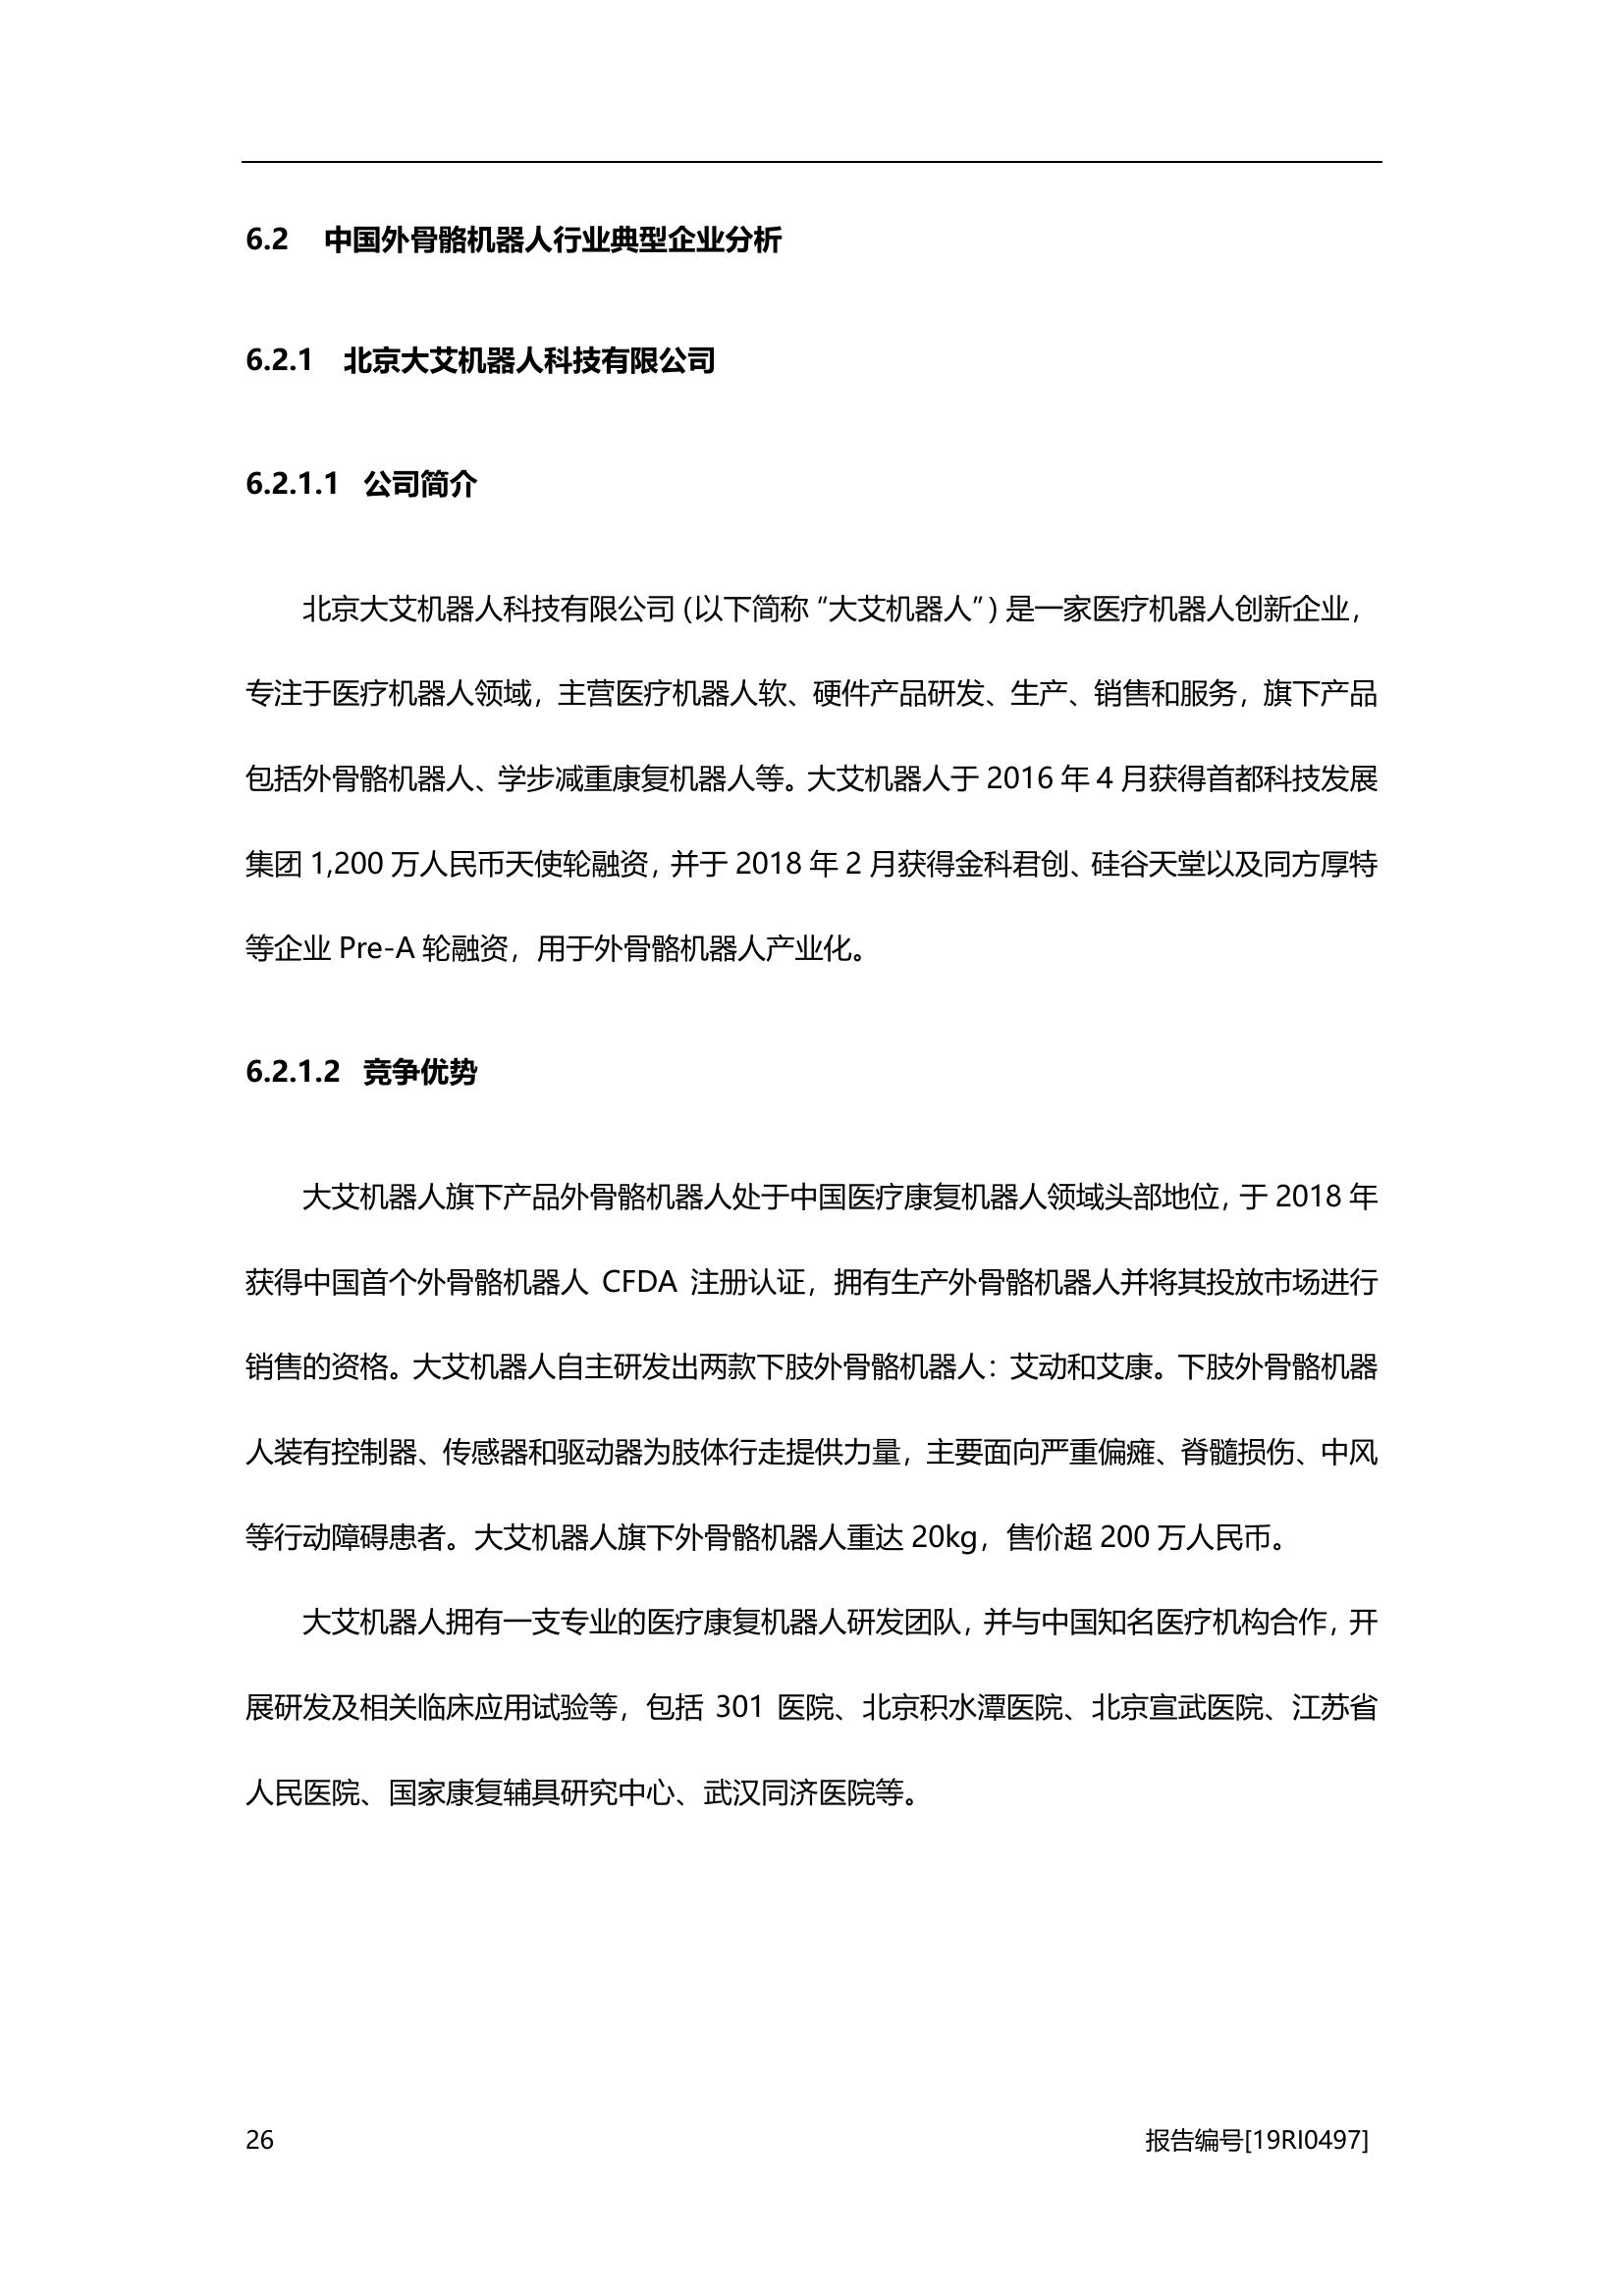 6.2 中国外骨骼机器人行业典型企业分析
6.2.1 北京大艾机器人科技有限公司
6.2.1.1 公司简介
北京大艾机器人科技有限公司（以下简称“大艾机器人”）是一家医疗机器人创新企业，
专注于医疗机器人领域，主营医疗机器人软、硬件产品研发、生产、销售和服务，旗下产品
包括外骨骼机器人、学步减重康复机器人等。大艾机器人于 2016 年 4 月获得首都科技发展
集团 1,200 万人民币天使轮融资，并于 2018 年 2 月获得金科君创、硅谷天堂以及同方厚特
等企业 Pre-A 轮融资，用于外骨骼机器人产业化。
6.2.1.2 竞争优势
大艾机器人旗下产品外骨骼机器人处于中国医疗康复机器人领域头部地位，于 2018 年
获得中国首个外骨骼机器人 CFDA 注册认证，拥有生产外骨骼机器人并将其投放市场进行
销售的资格。大艾机器人自主研发出两款下肢外骨骼机器人：艾动和艾康。下肢外骨骼机器
人装有控制器、传感器和驱动器为肢体行走提供力量，主要面向严重偏瘫、脊髓损伤、中风
等行动障碍患者。大艾机器人旗下外骨骼机器人重达 20kg，售价超 200 万人民币。
大艾机器人拥有一支专业的医疗康复机器人研发团队，并与中国知名医疗机构合作，开
展研发及相关临床应用试验等，包括 301 医院、北京积水潭医院、北京宣武医院、江苏省
人民医院、国家康复辅具研究中心、武汉同济医院等。
26 报告编号[19RI0497]